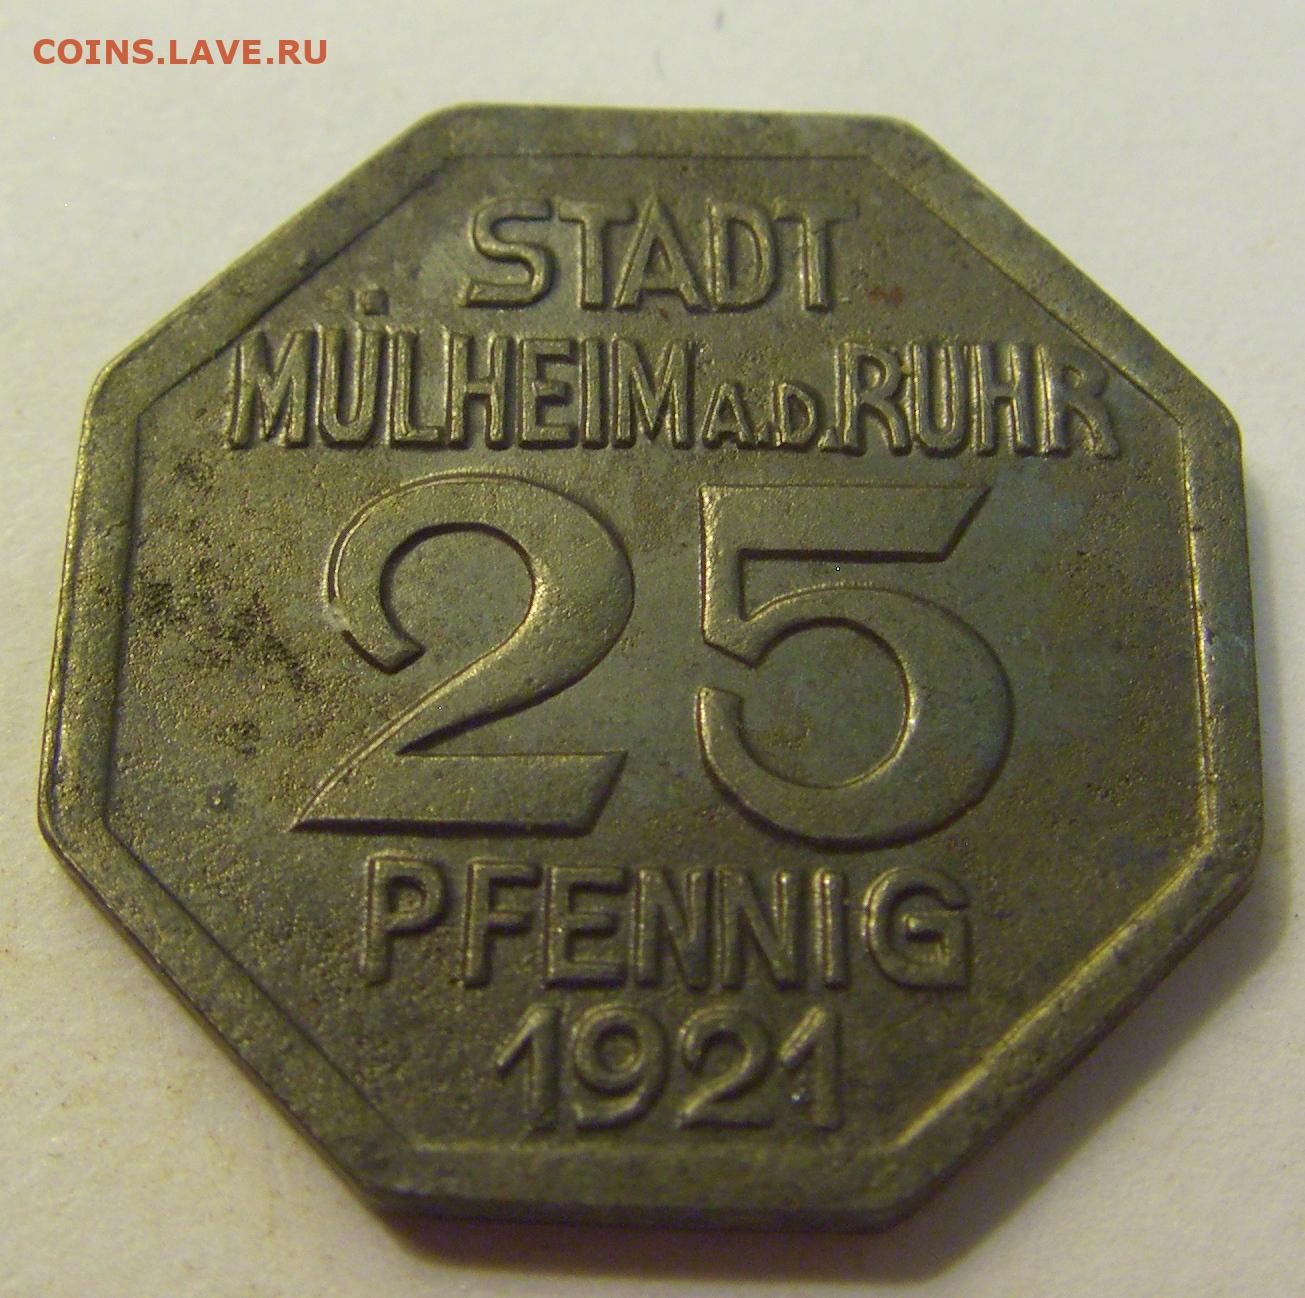 COINS.LAVE.RU
STADT
MÜLHEIM A.D. RUHR
25
PFENNIG
1921